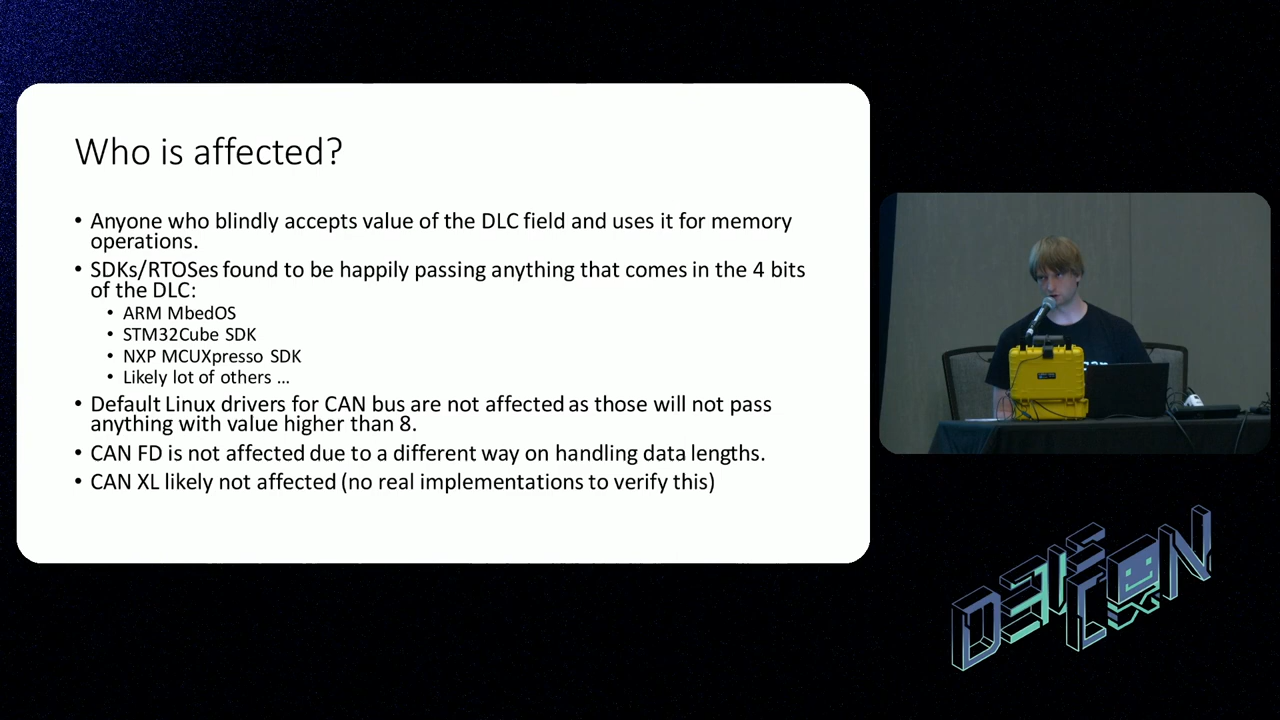 Who is affected?
• Anyone who blindly accepts value of the DLC field and uses it for memory
operations.
• SDKs/RTOSes found to be happily passing anything that comes in the 4 bits
of the DLC:
• ARM MbedOS
• STM32Cube SDK
• NXP MCUXpresso SDK
• Likely lot of others ...
• Default Linux drivers for CAN bus are not affected as those will not pass
anything with value higher than 8.
• CAN FD is not affected due to a different way on handling data lengths.
• CAN XL likely not affected (no real implementations to verify this)
DEF
CON